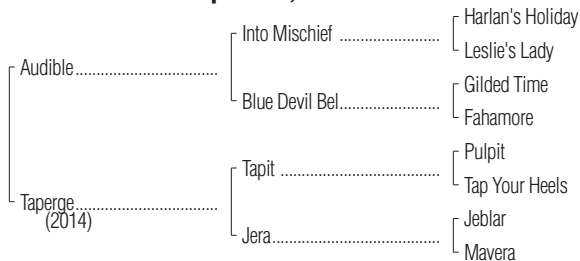 Harlan's Holiday
Into Mischief ........................
Leslie's Lady
Audible..................................
Gilded Time
Blue Devil Bel........................
Fahamore
Pulpit
Tapit ......................................
Tap Your Heels
Taperge..................................
(2014)
Jeblar
Jera........................................
Mavera